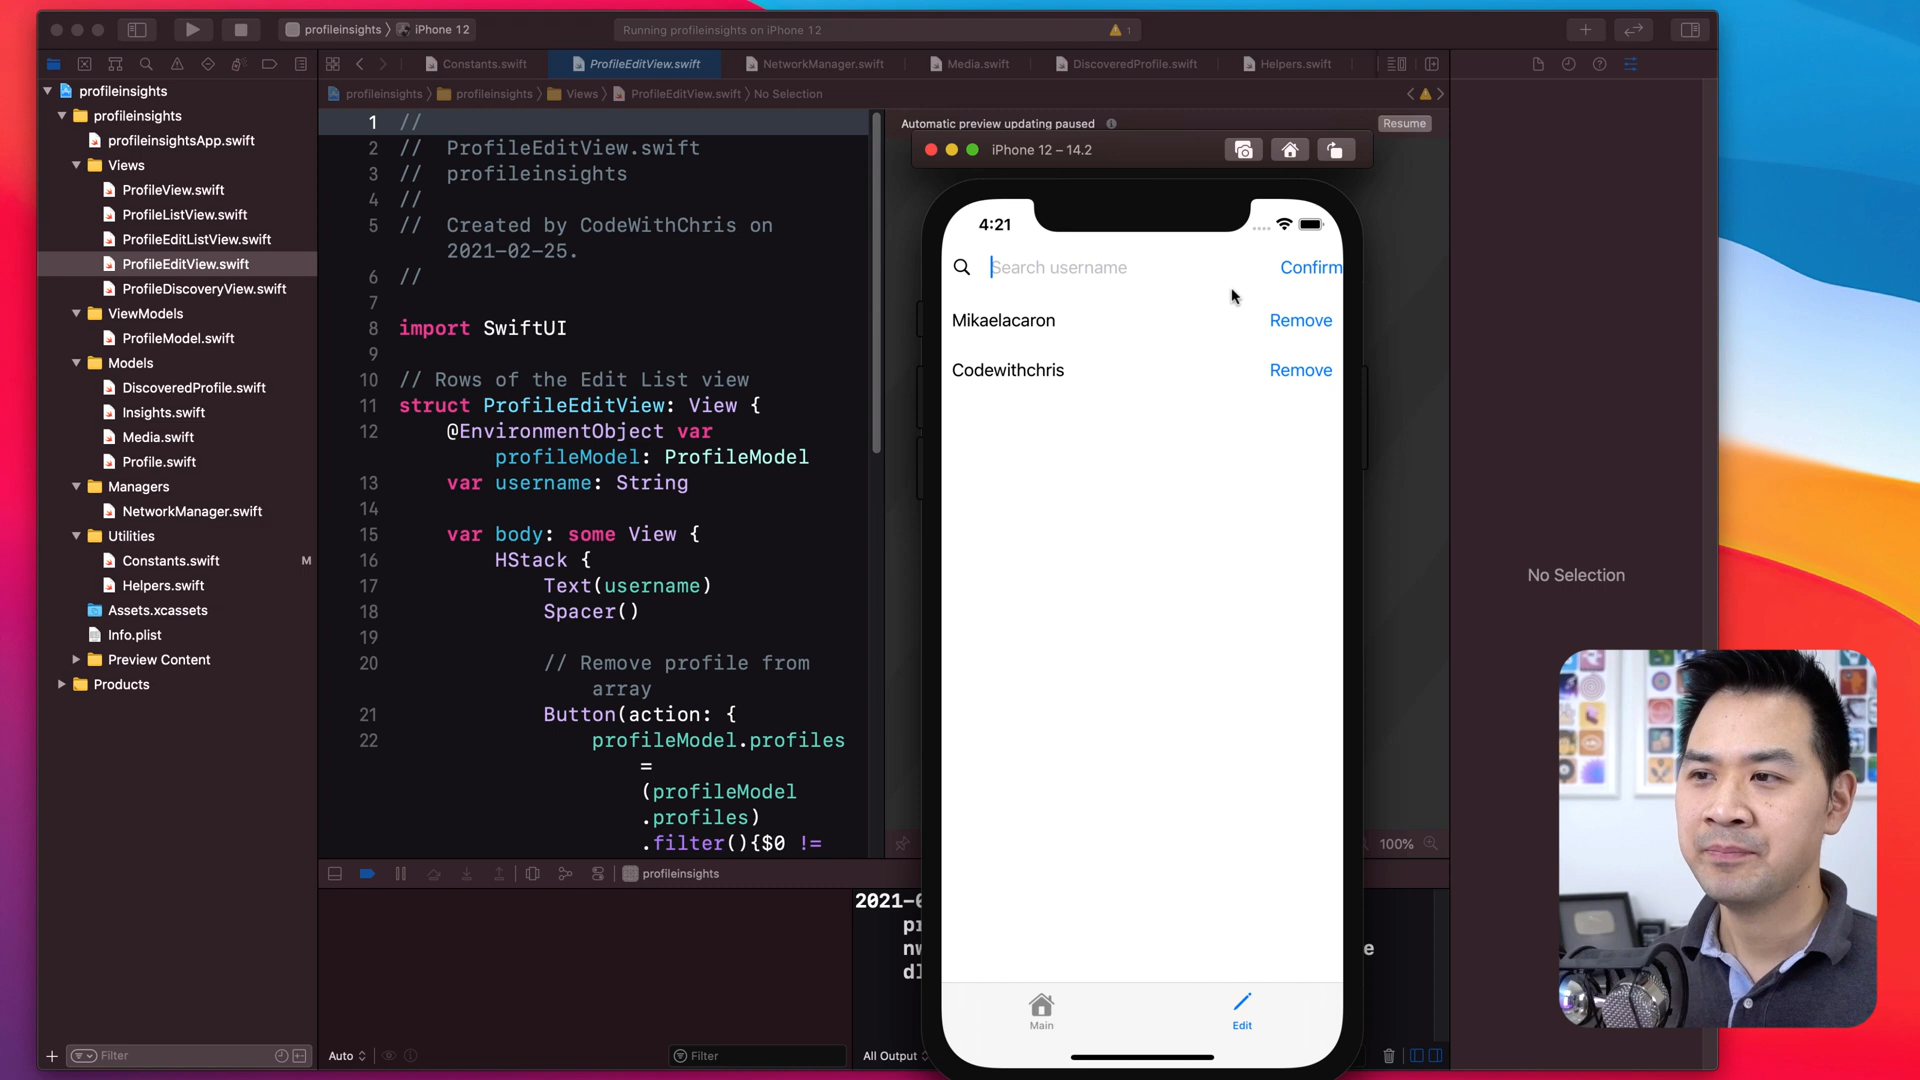 profileinsights
iPhone 12
Running profileinsights on iPhone 12
1
Constants.swift
ProfileEditView.swift
NetworkManager.swift
Media.swift
DiscoveredProfile.swift
Helpers.swift
profileinsights
profileinsights
Views
ProfileEditView.swift
No Selection
profileinsights
profileinsights
profileinsightsApp.swift
Views
ProfileView.swift
ProfileListView.swift
ProfileEditListView.swift
ProfileEditView.swift
ProfileDiscoveryView.swift
ViewModels
ProfileModel.swift
Models
DiscoveredProfile.swift
Insights.swift
Media.swift
Profile.swift
Managers
NetworkManager.swift
Utilities
Constants.swift M
Helpers.swift
Assets.xcassets
Info.plist
Preview Content
Products
Filter
1 //
2 // ProfileEditView.swift
3 // profileinsights
4 //
5 // Created by CodeWithChris on
2021-02-25.
6 //
7
8 import SwiftUI
9
10 // Rows of the Edit List view
11 struct ProfileEditView: View {
12 @EnvironmentObject var
profileModel: ProfileModel
13 var username: String
14
15 var body: some View {
16 HStack {
17 Text(username)
18 Spacer()
19
20 // Remove profile from
array
21 Button(action: {
22 profileModel.profiles
=
(profileModel
.profiles)
.filter(){$0 !=
profileinsights
Auto
Filter
All Output
2021-0
pr
nw
dl
e
Automatic preview updating paused
Resume
iPhone 12 – 14.2
4:21
Search username
Confirm
Mikaelacaron
Remove
Codewithchris
Remove
Main
Edit
100%
No Selection